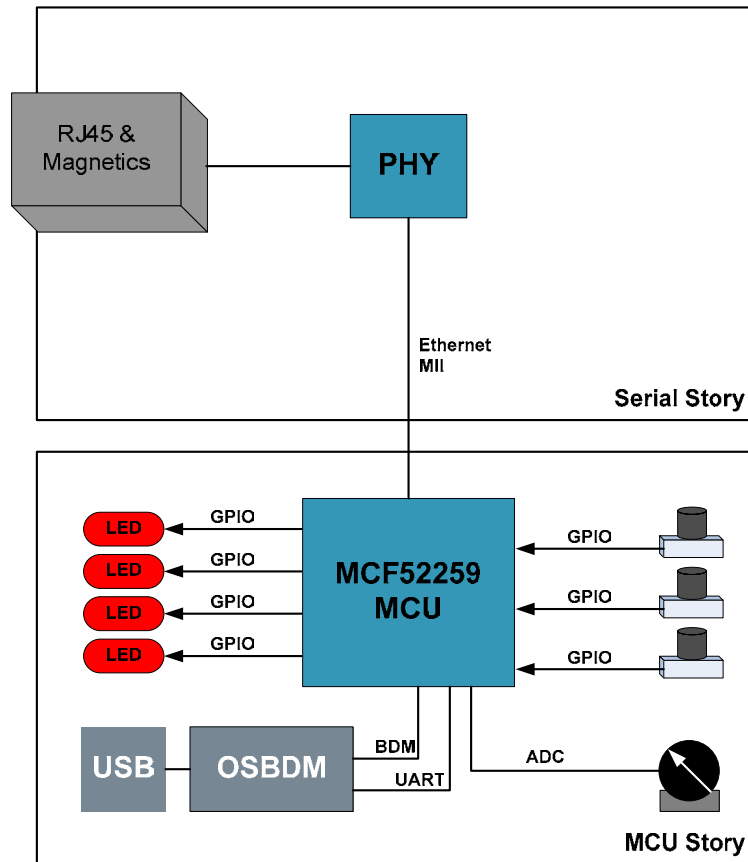 RJ45 &
Magnetics
PHY
Ethernet
MII
Serial Story
LED
GPIO
LED
GPIO
LED
GPIO
LED
GPIO
MCF52259
MCU
GPIO
GPIO
GPIO
USB
OSBDM
BDM
UART
ADC
MCU Story